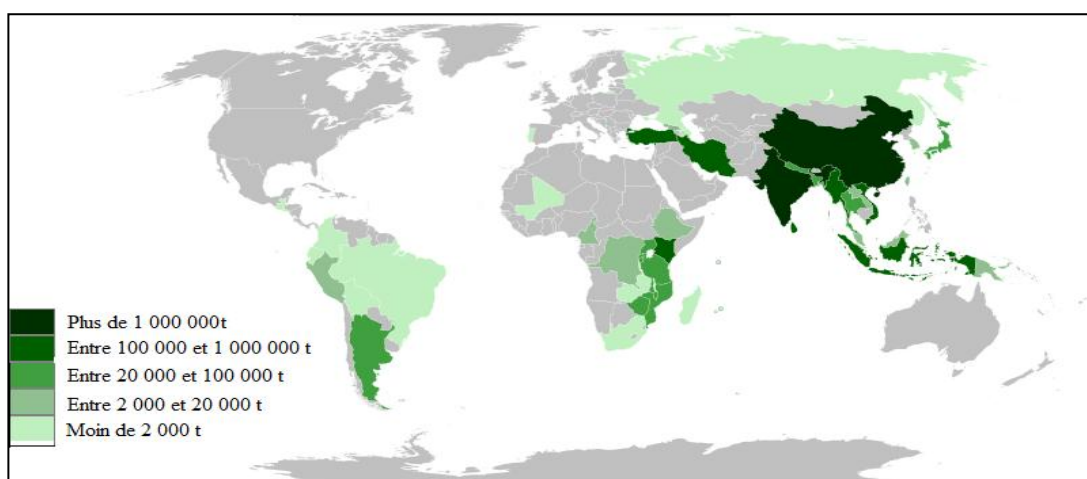 Plus de 1 000 000t
Entre 100 000 et 1 000 000 t
Entre 20 000 et 100 000 t
Entre 2 000 et 20 000 t
Moin de 2 000 t